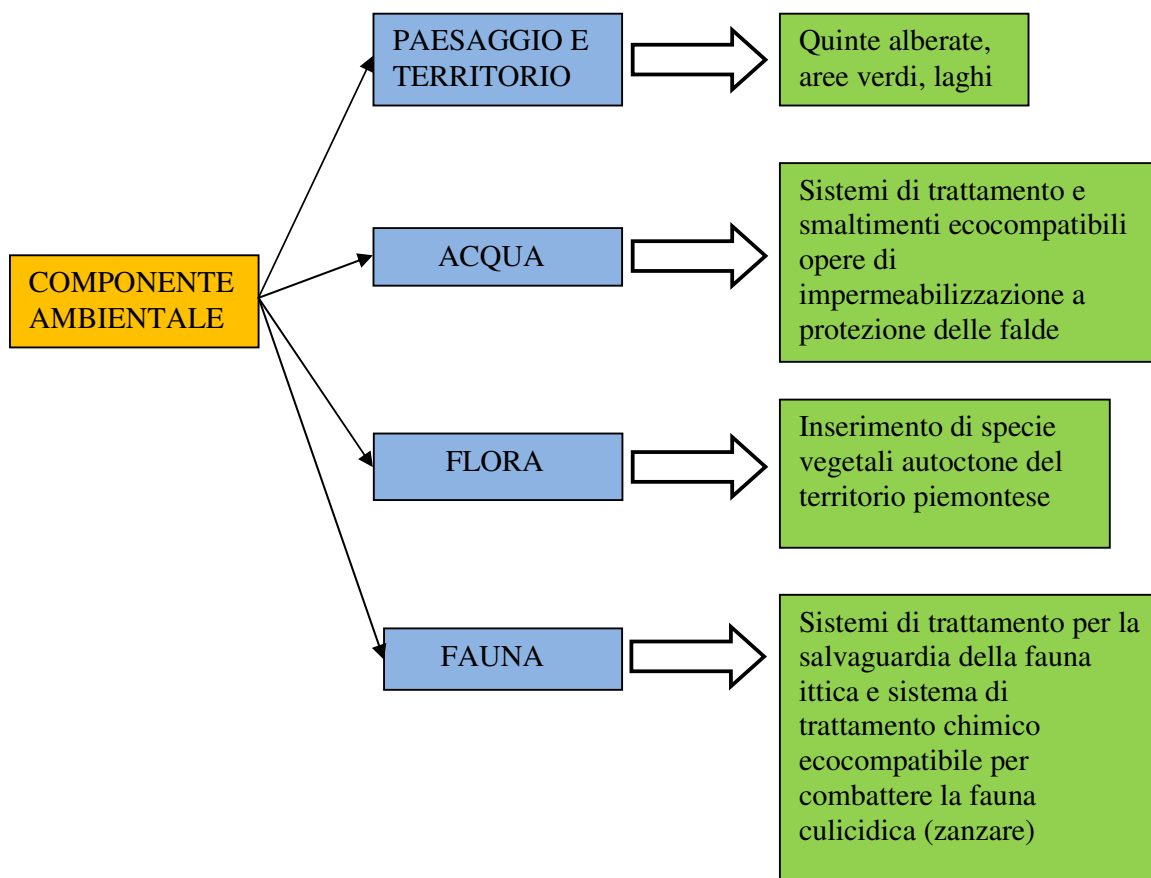 PAESAGGIO E
TERRITORIO
Quinte alberate,
aree verdi, laghi
COMPONENTE
AMBIENTALE
ACQUA
Sistemi di trattamento e
smaltimenti ecocompatibili
opere di
impermeabilizzazione a
protezione delle falde
FLORA
Inserimento di specie
vegetali autoctone del
territorio piemontese
FAUNA
Sistemi di trattamento per la
salvaguardia della fauna
ittica e sistema di
trattamento chimico
ecocompatibile per
combattere la fauna
culicidica (zanzare)